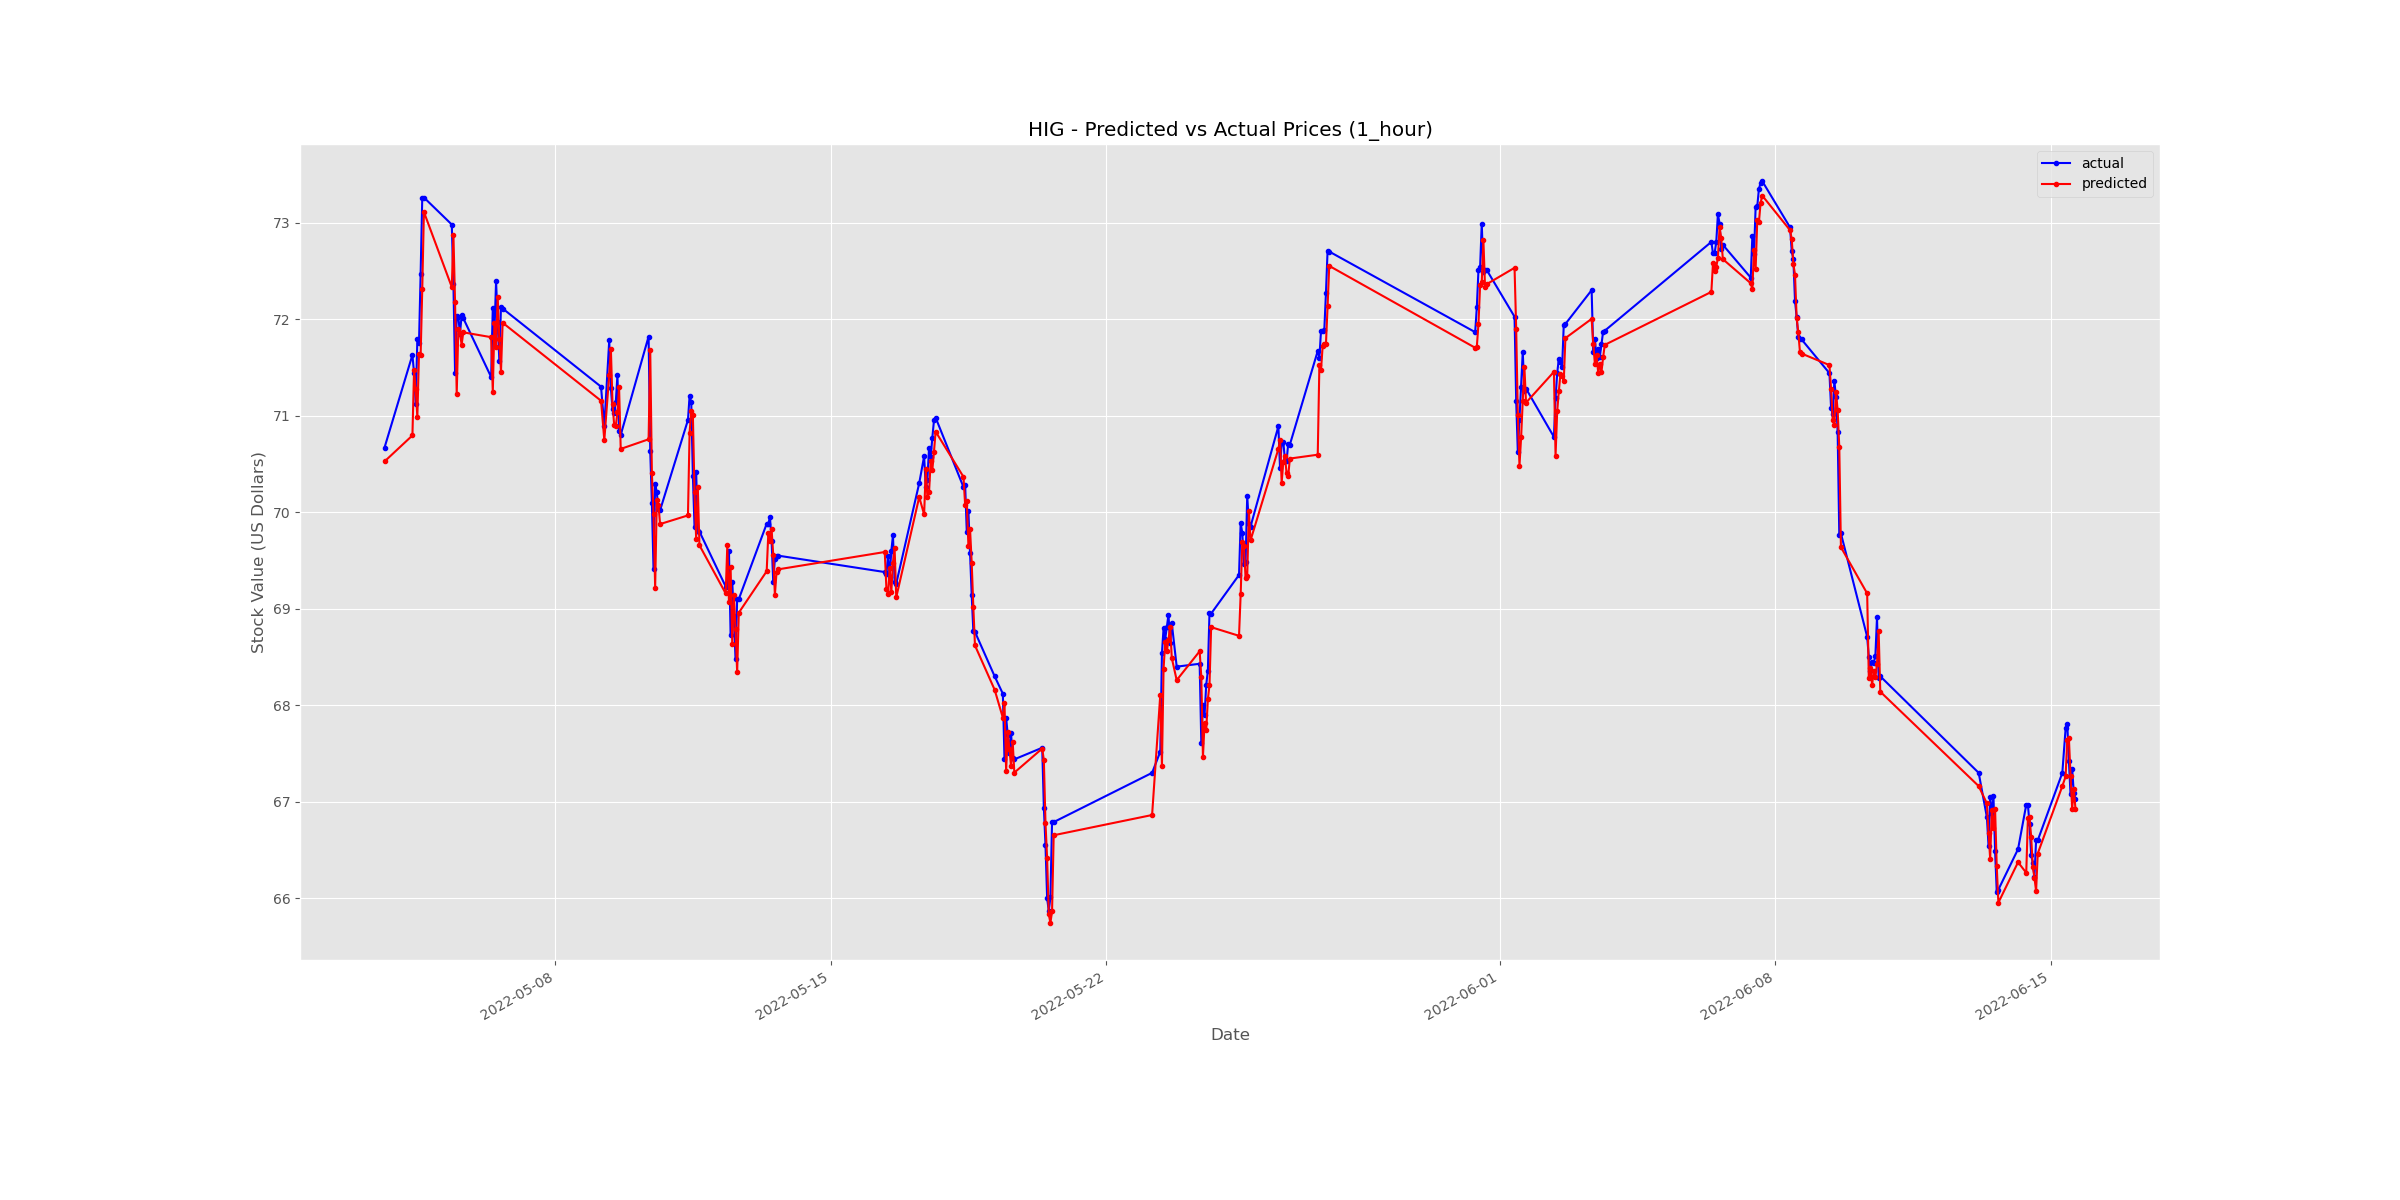 HIG - Predicted vs Actual Prices (1_hour)
actual
predicted
Stock Value (US Dollars)
73
72
71
70
69
68
67
66
2022-05-08
2022-05-15
2022-05-22
2022-06-01
2022-06-08
2022-06-15
Date